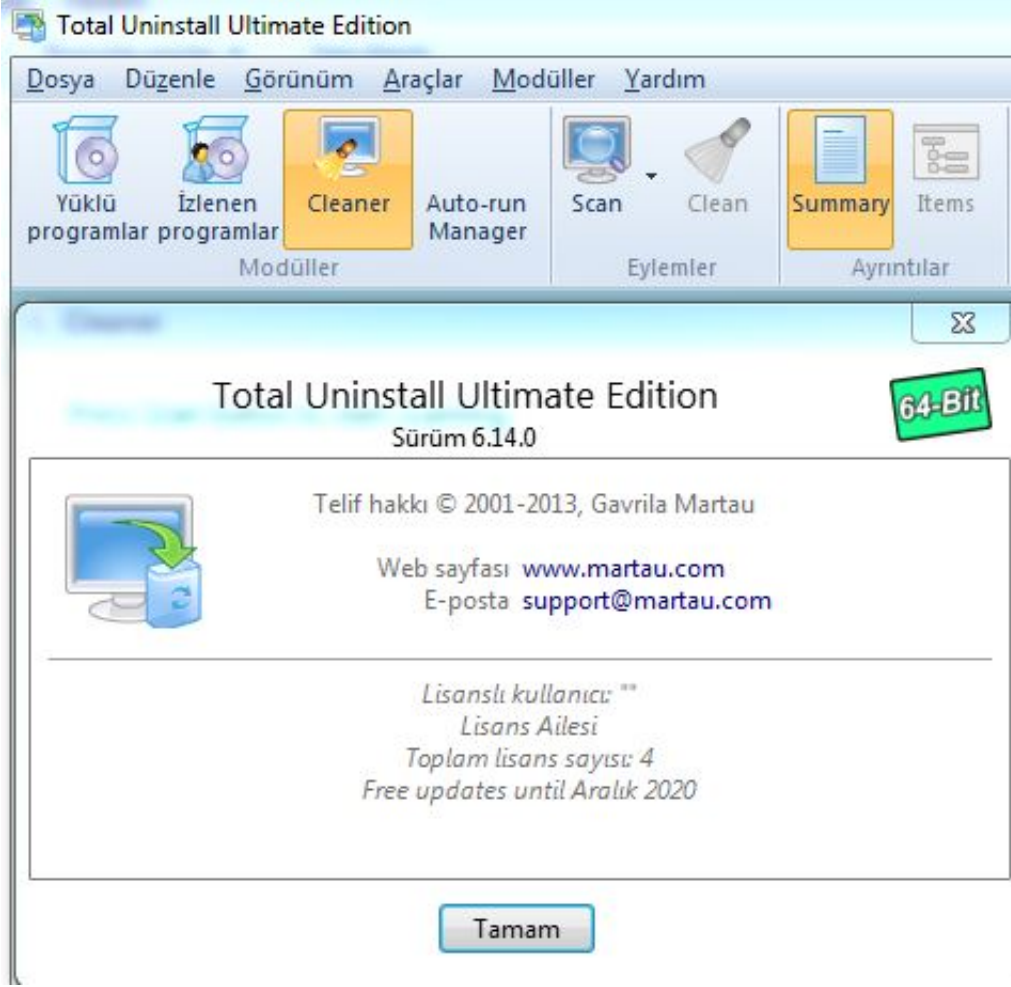 Total Uninstall Ultimate Edition
Dosya Düzenle Görünüm Araçlar Modüller Yardım
Yüklü programlar
İzlenen programlar
Cleaner
Auto-run Manager
Scan
Clean
Summary
Items
Modüller
Eylemler
Ayrıntılar
Cleaner
Total Uninstall Ultimate Edition
64-Bit
Sürüm 6.14.0
Telif hakkı © 2001-2013, Gavrila Martau
Web sayfası www.martau.com
E-posta support@martau.com
Lisanslı kullanıcı: ""
Lisans Ailesi
Toplam lisans sayısı: 4
Free updates until Aralık 2020
Tamam